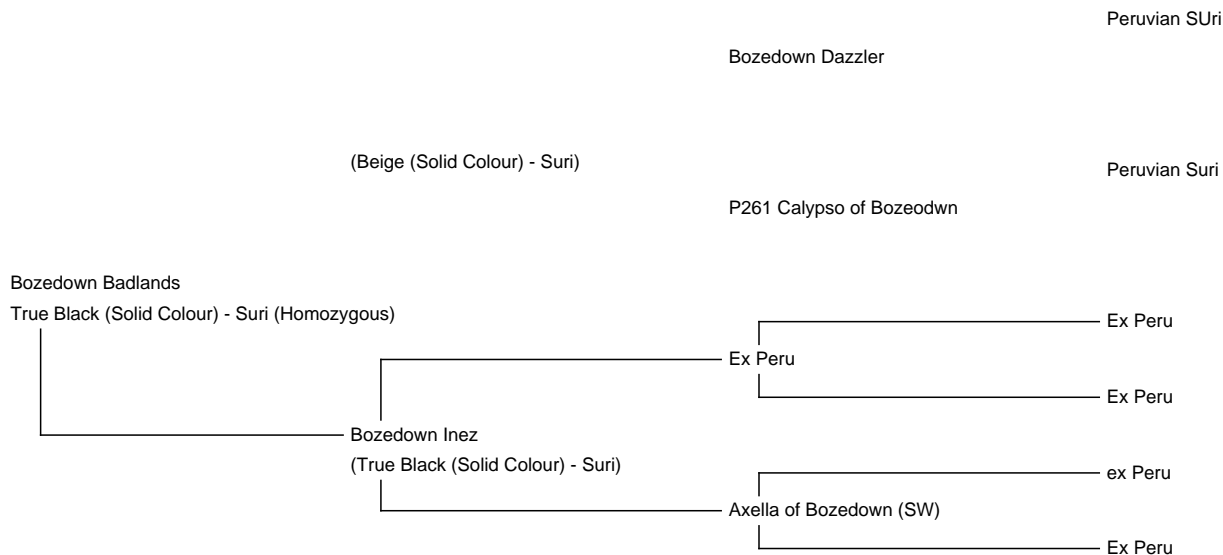 Peruvian SUri
Bozedown Dazzler
(Beige (Solid Colour) - Suri)
Peruvian Suri
P261 Calypso of Bozeodwn
Bozedown Badlands
True Black (Solid Colour) - Suri (Homozygous)
Ex Peru
Ex Peru
Ex Peru
Bozedown Inez
(True Black (Solid Colour) - Suri)
ex Peru
Axella of Bozedown (SW)
Ex Peru